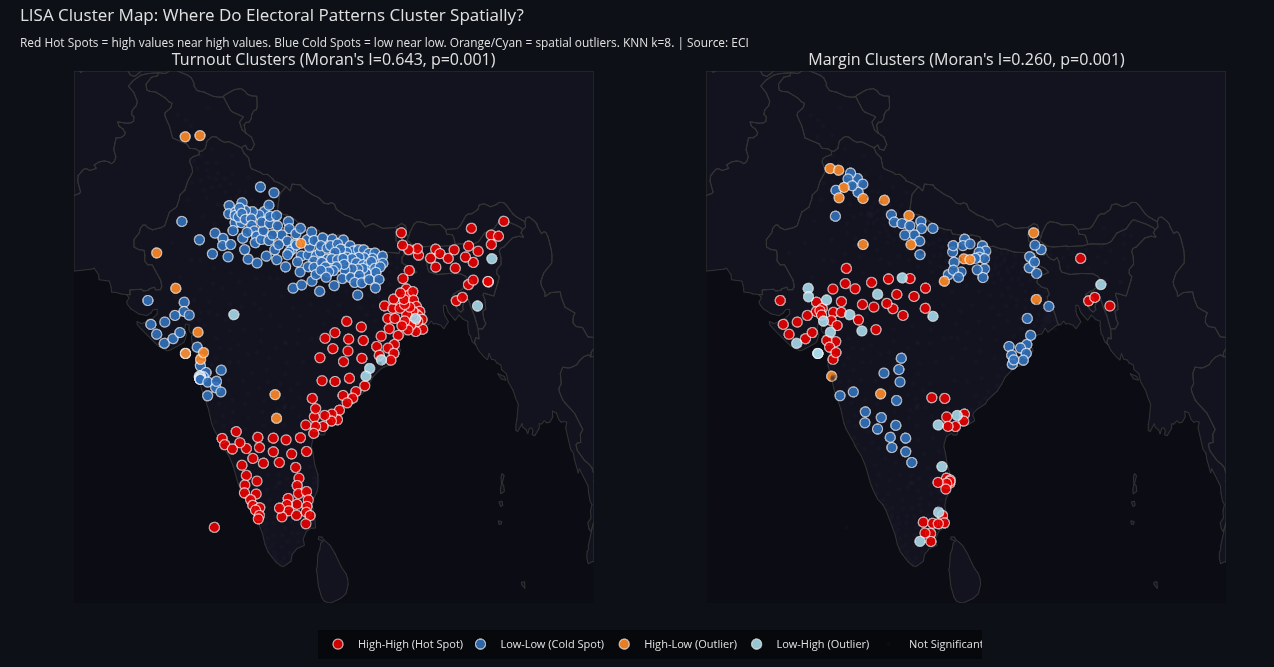 LISA Cluster Map: Where Do Electoral Patterns Cluster Spatially?
Red Hot Spots = high values near high values. Blue Cold Spots = low near low. Orange/Cyan = spatial outliers. KNN k=8. | Source: ECI
Turnout Clusters (Moran's I=0.643, p=0.001)
Margin Clusters (Moran's I=0.260, p=0.001)
High-High (Hot Spot)
Low-Low (Cold Spot)
High-Low (Outlier)
Low-High (Outlier)
Not Significant